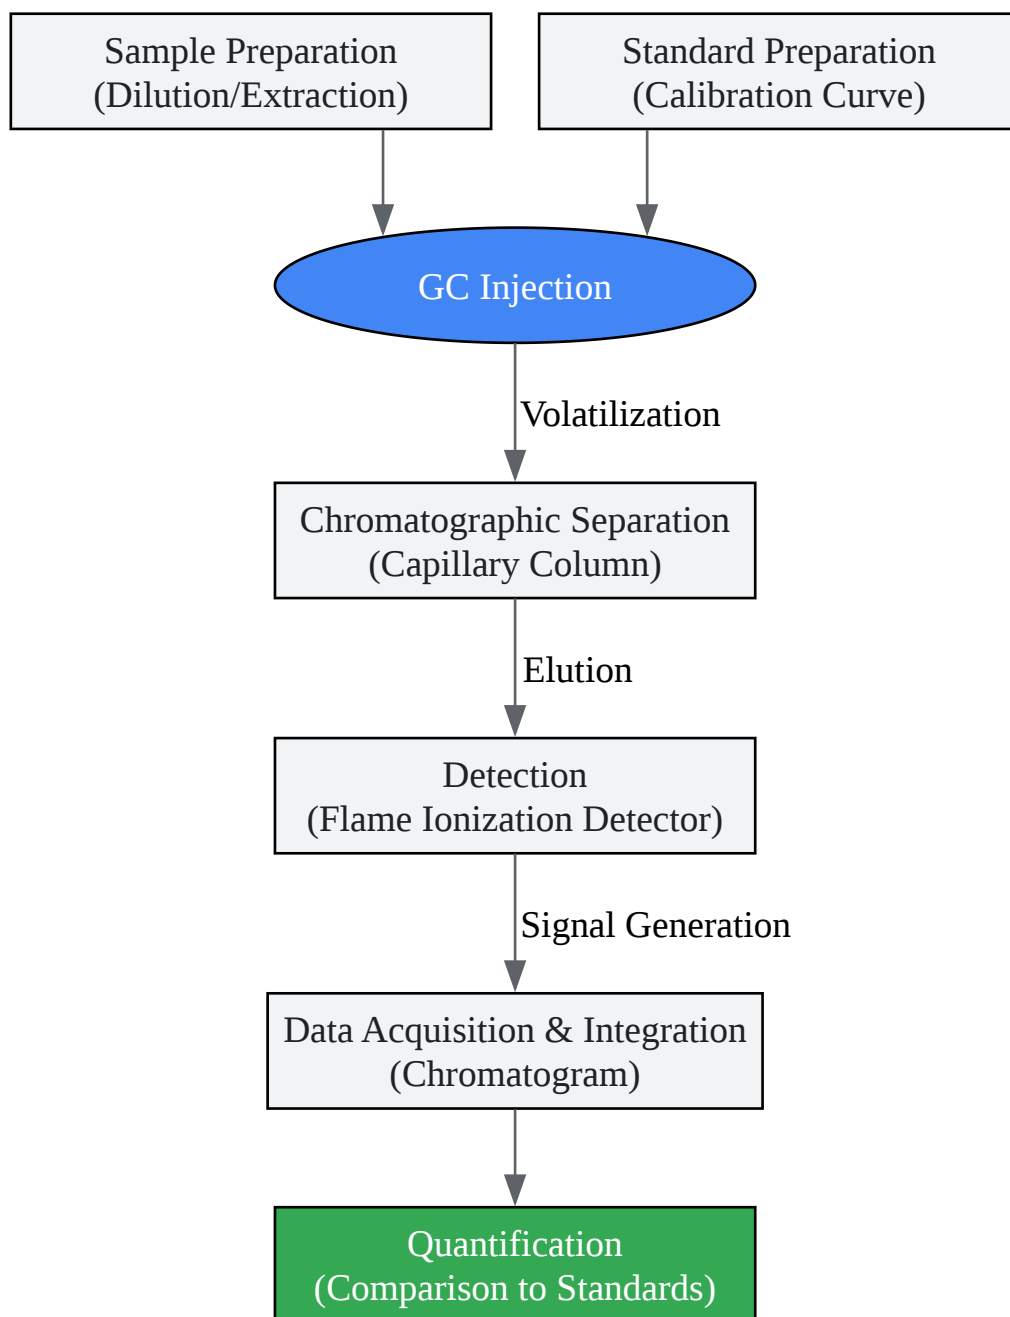 Sample Preparation
(Dilution/Extraction)
Standard Preparation
(Calibration Curve)
GC Injection
Volatilization
Chromatographic Separation
(Capillary Column)
Elution
Detection
(Flame Ionization Detector)
Signal Generation
Data Acquisition & Integration
(Chromatogram)
Quantification
(Comparison to Standards)